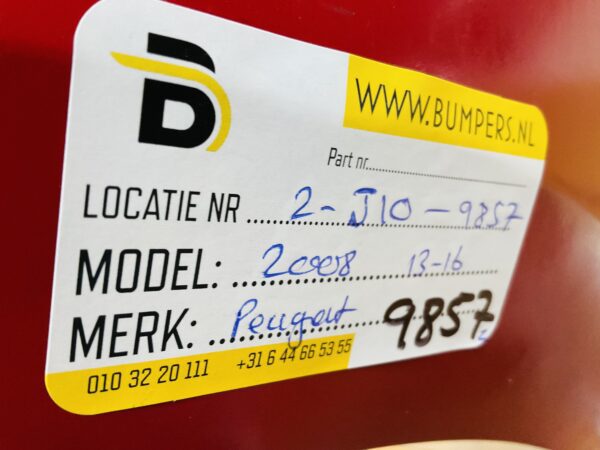 WWW.BUMPERS.NL
Part nr.
LOCATIE NR 2-J10-9857
MODEL: 2008 13-16
MERK: Peugeot 9857
010 32 20 111 +31 6 44 66 53 55